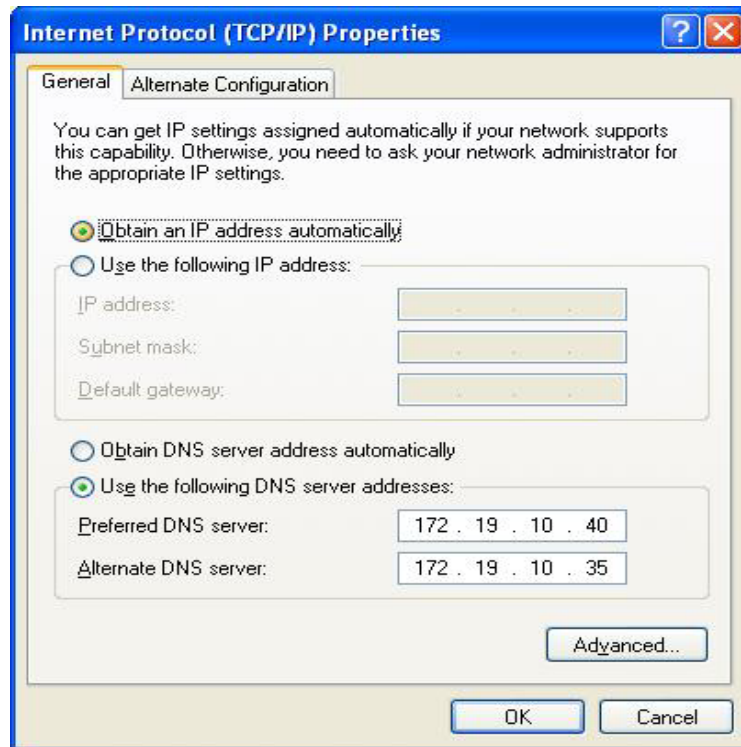 Internet Protocol (TCP/IP) Properties
General
Alternate Configuration
You can get IP settings assigned automatically if your network supports
this capability. Otherwise, you need to ask your network administrator for
the appropriate IP settings.
Obtain an IP address automatically
Use the following IP address:
IP address:
Subnet mask:
Default gateway:
Obtain DNS server address automatically
Use the following DNS server addresses:
Preferred DNS server: 172 . 19 . 10 . 40
Alternate DNS server: 172 . 19 . 10 . 35
Advanced...
OK
Cancel